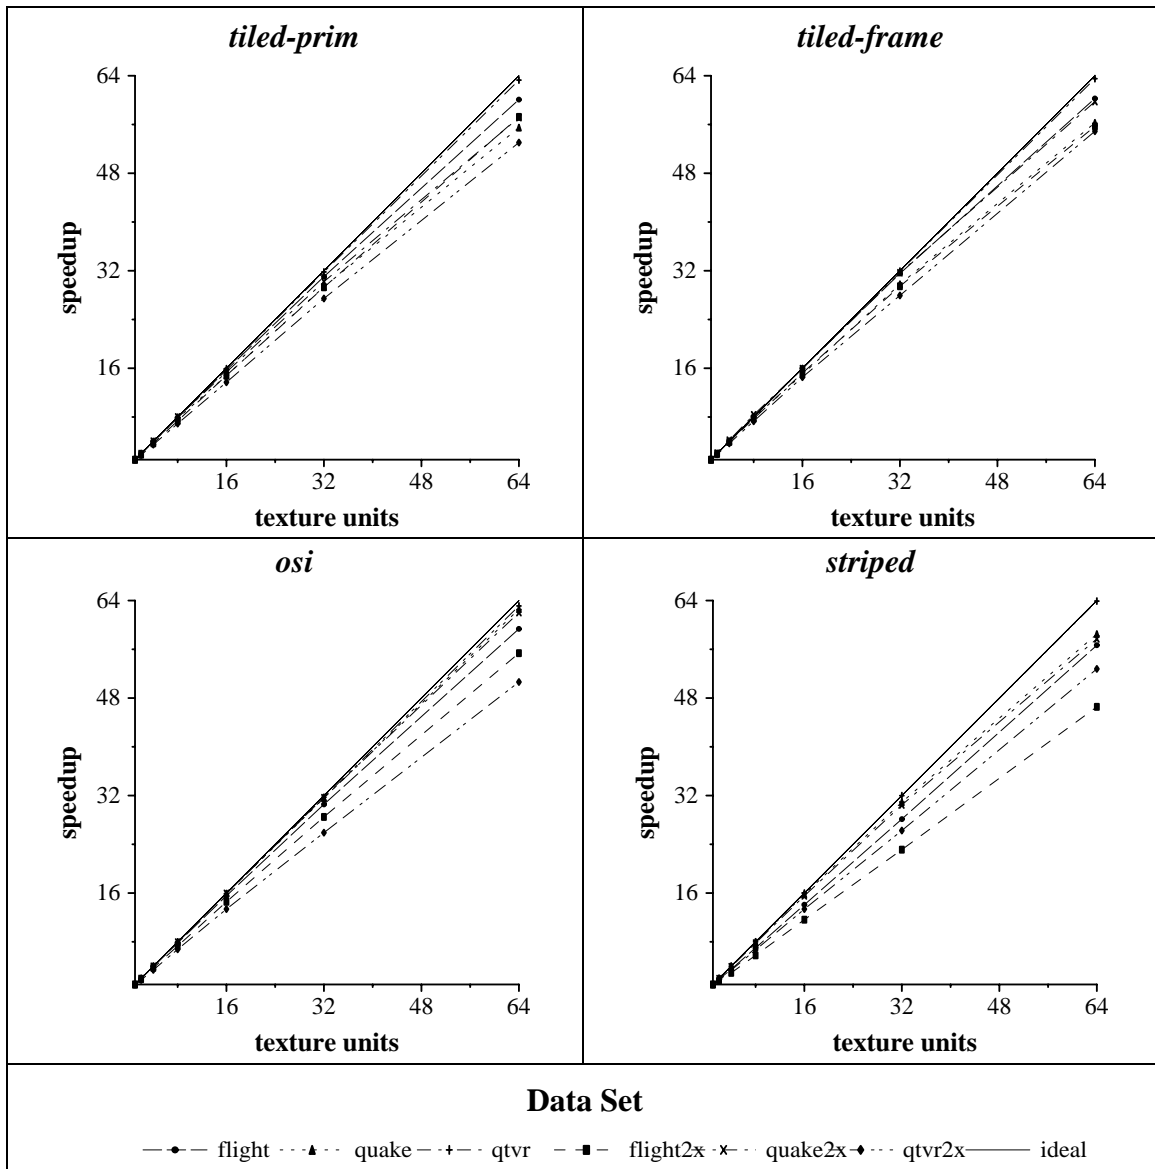 tiled-prim
64
48
32
16
speedup
16 32 48 64
texture units
tiled-frame
64
48
32
16
speedup
16 32 48 64
texture units
osi
64
48
32
16
speedup
16 32 48 64
texture units
striped
64
48
32
16
speedup
16 32 48 64
texture units
Data Set
flight quake qtvr flight2x quake2x qtvr2x ideal